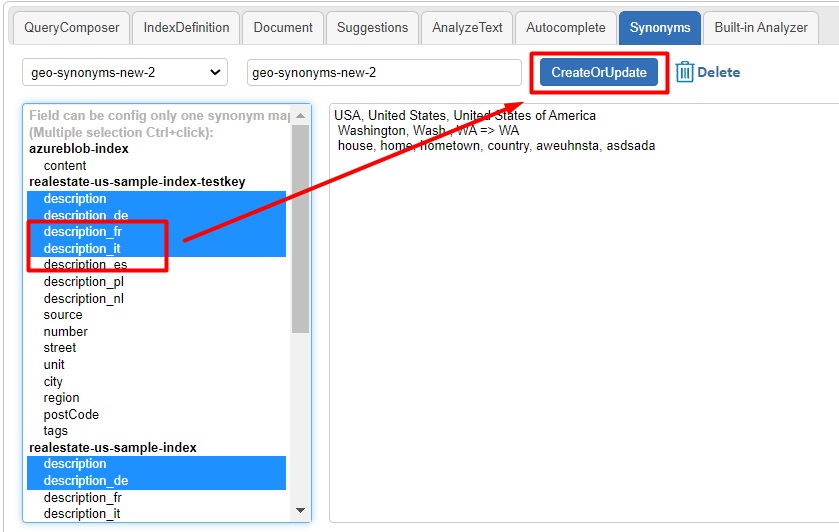 QueryComposer
IndexDefinition
Document
Suggestions
AnalyzeText
Autocomplete
Synonyms
Built-in Analyzer
geo-synonyms-new-2
geo-synonyms-new-2
CreateOrUpdate
Delete
Field can be config only one synonym map
(Multiple selection Ctrl+click):
azureblob-index
content
realestate-us-sample-index-testkey
description
description_de
description_fr
description_it
description_es
description_pl
description_nl
source
number
street
unit
city
region
postCode
tags
realestate-us-sample-index
description
description_de
description_fr
description_it
USA, United States, United States of America
Washington, Wash., WA => WA
house, home, hometown, country, aweuhnsta, asdsada